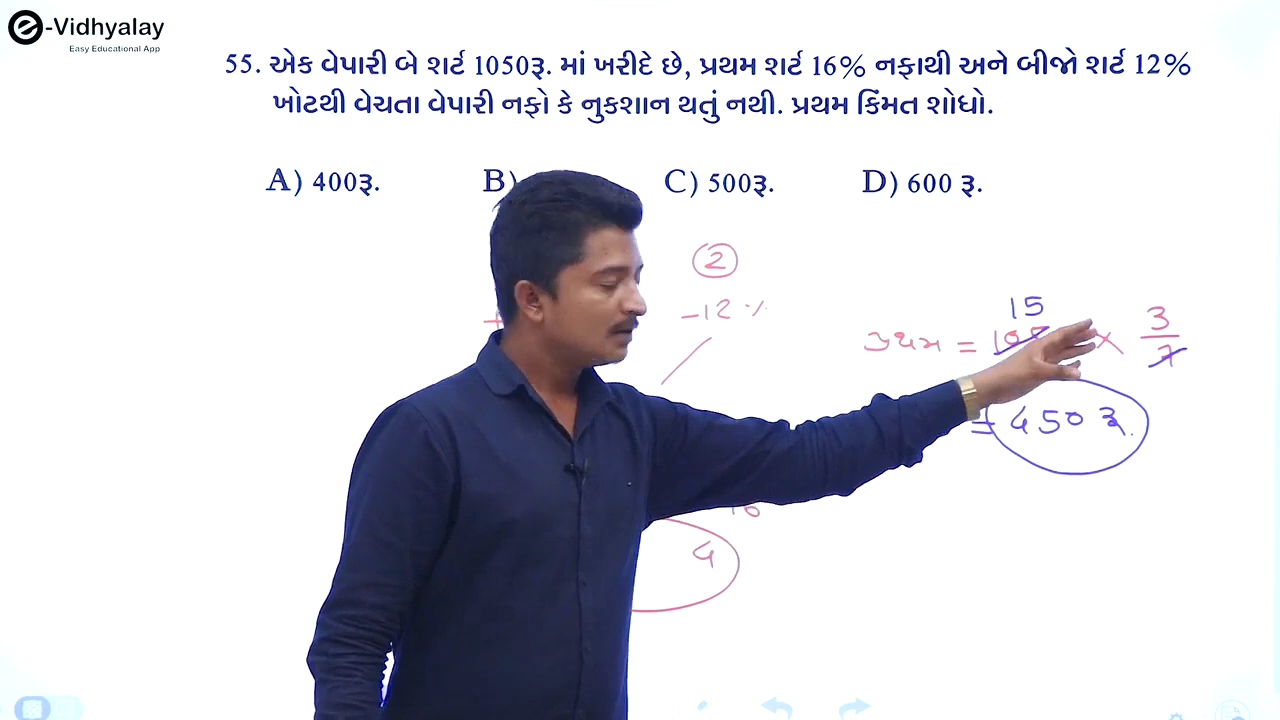 e-Vidhyalay
Easy Educational App
55. એક વેપારી બે શર્ટ 1050રૂ. માં ખરીદે છે, પ્રથમ શર્ટ 16% નફાથી અને બીજો શર્ટ 12%
ખોટથી વેચતા વેપારી નફો કે નુકશાન થતું નથી. પ્રથમ કિંમત શોધો.
A) 400રૂ. B) C) 500રૂ. D) 600 રૂ.
2
-12 %
15
પ્રથમ = × 3
7
= 450 રૂ.
16
4